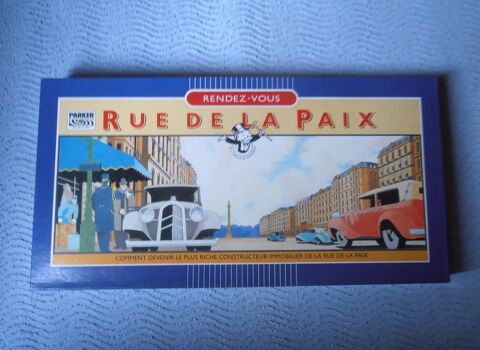 RENDEZ-VOUS
PARKER
RUE DE LA PAIX
COMMENT DEVENIR LE PLUS RICHE CONSTRUCTEUR IMMOBILIER DE LA RUE DE LA PAIX